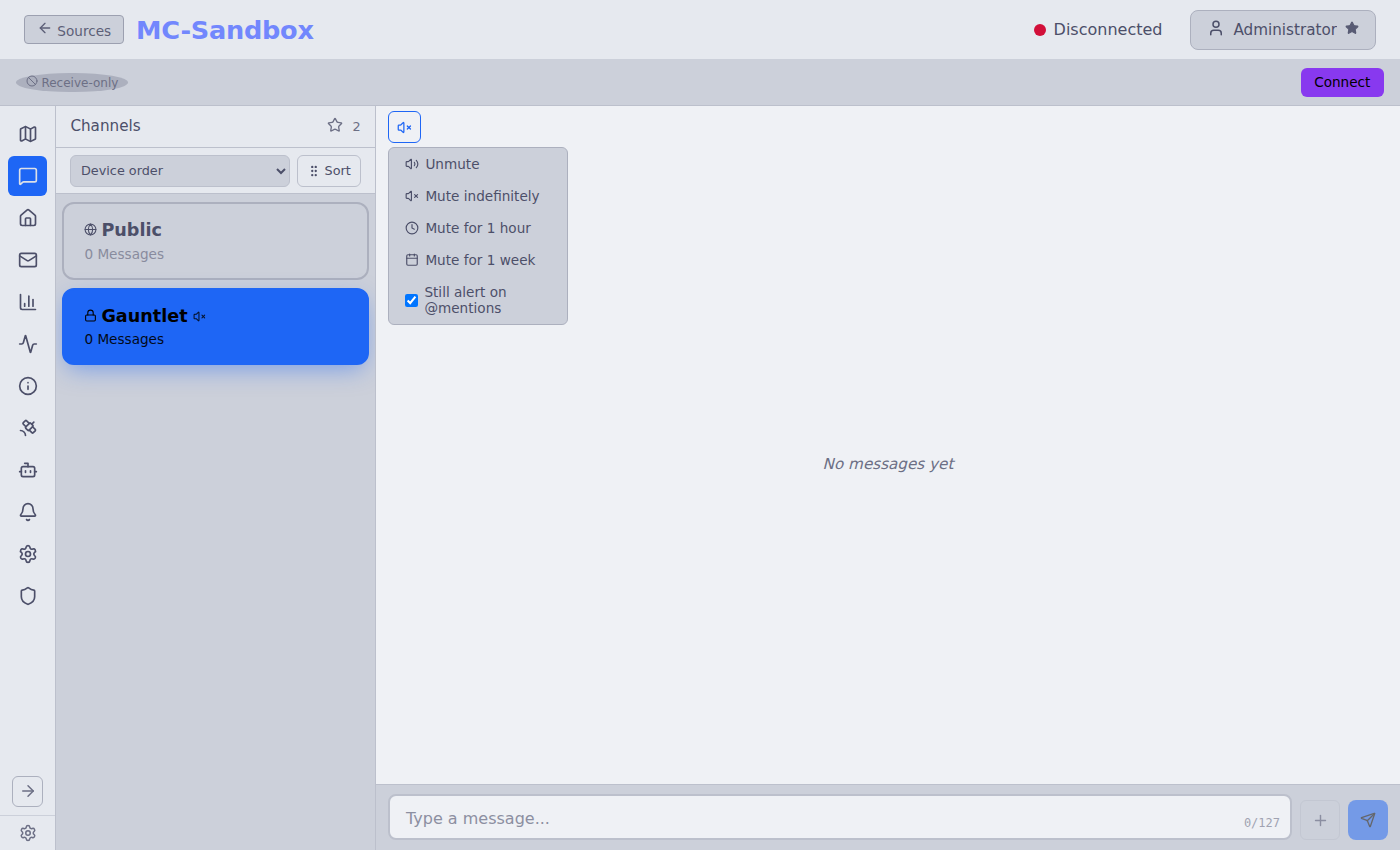 Sources
MC-Sandbox
Disconnected
Administrator
Receive-only
Connect
Channels
2
Device order
Sort
Public
0 Messages
Gauntlet
0 Messages
Unmute
Mute indefinitely
Mute for 1 hour
Mute for 1 week
Still alert on
@mentions
No messages yet
Type a message...
0/127